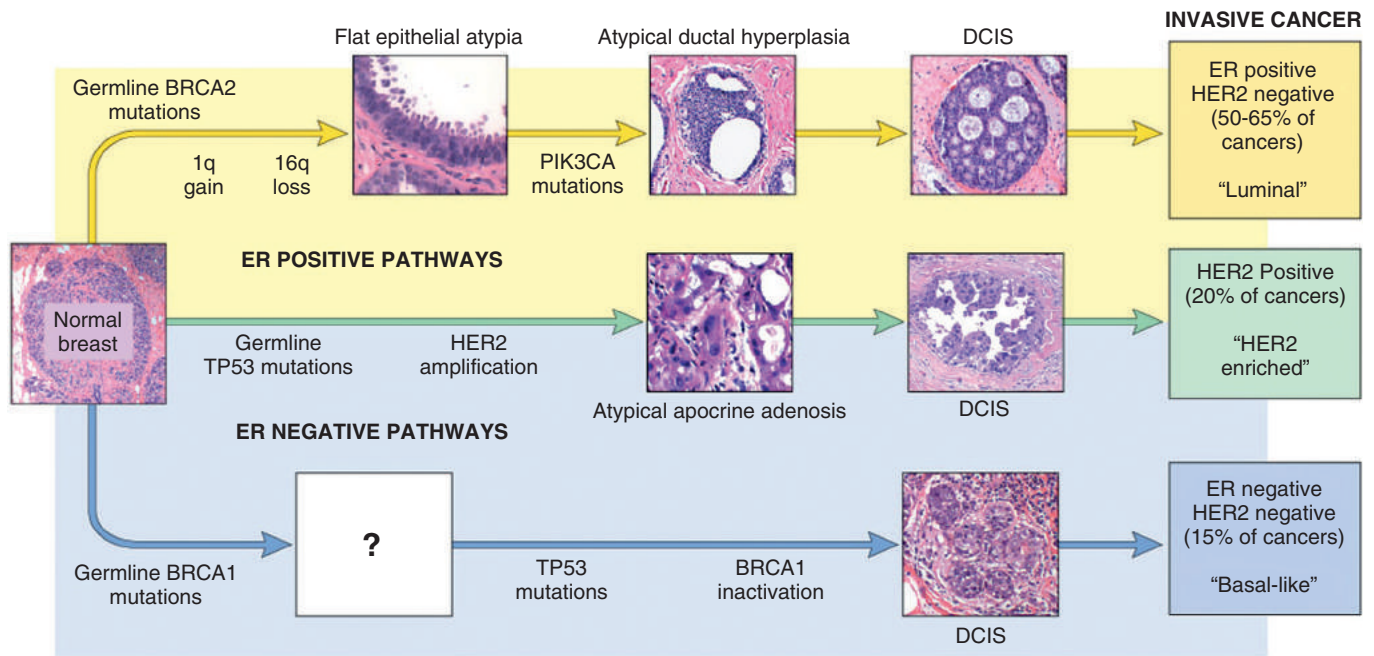 INVASIVE CANCER
Flat epithelial atypia
Atypical ductal hyperplasia
DCIS
Germline BRCA2
mutations
1q
gain
16q
loss
PIK3CA
mutations
ER positive
HER2 negative
(50-65% of
cancers)
“Luminal”
ER POSITIVE PATHWAYS
Normal
breast
Germline
TP53 mutations
HER2
amplification
Atypical apocrine adenosis
DCIS
HER2 Positive
(20% of cancers)
“HER2
enriched”
ER NEGATIVE PATHWAYS
Germline BRCA1
mutations
?
TP53
mutations
BRCA1
inactivation
DCIS
ER negative
HER2 negative
(15% of cancers)
“Basal-like”